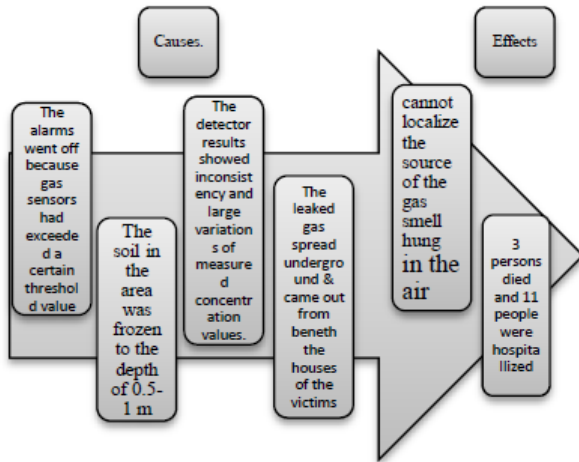 Causes.
Effects
The
alarms
went off
because
gas
sensors
had
exceede
d a
certain
threshol
d value
The
soil in
the
area
was
frozen
to the
depth
of 0.5-
1 m
The
detector
results
showed
inconsist
ency and
large
variation
s of
measure
d
concentr
ation
values.
The
leaked
gas
spread
undergro
und &
came out
from
beneth
the
houses
of the
victims
cannot
localize
the
source
of the
gas
smell
hung
in the
air
3
persons
died
and 11
people
were
hospita
llized